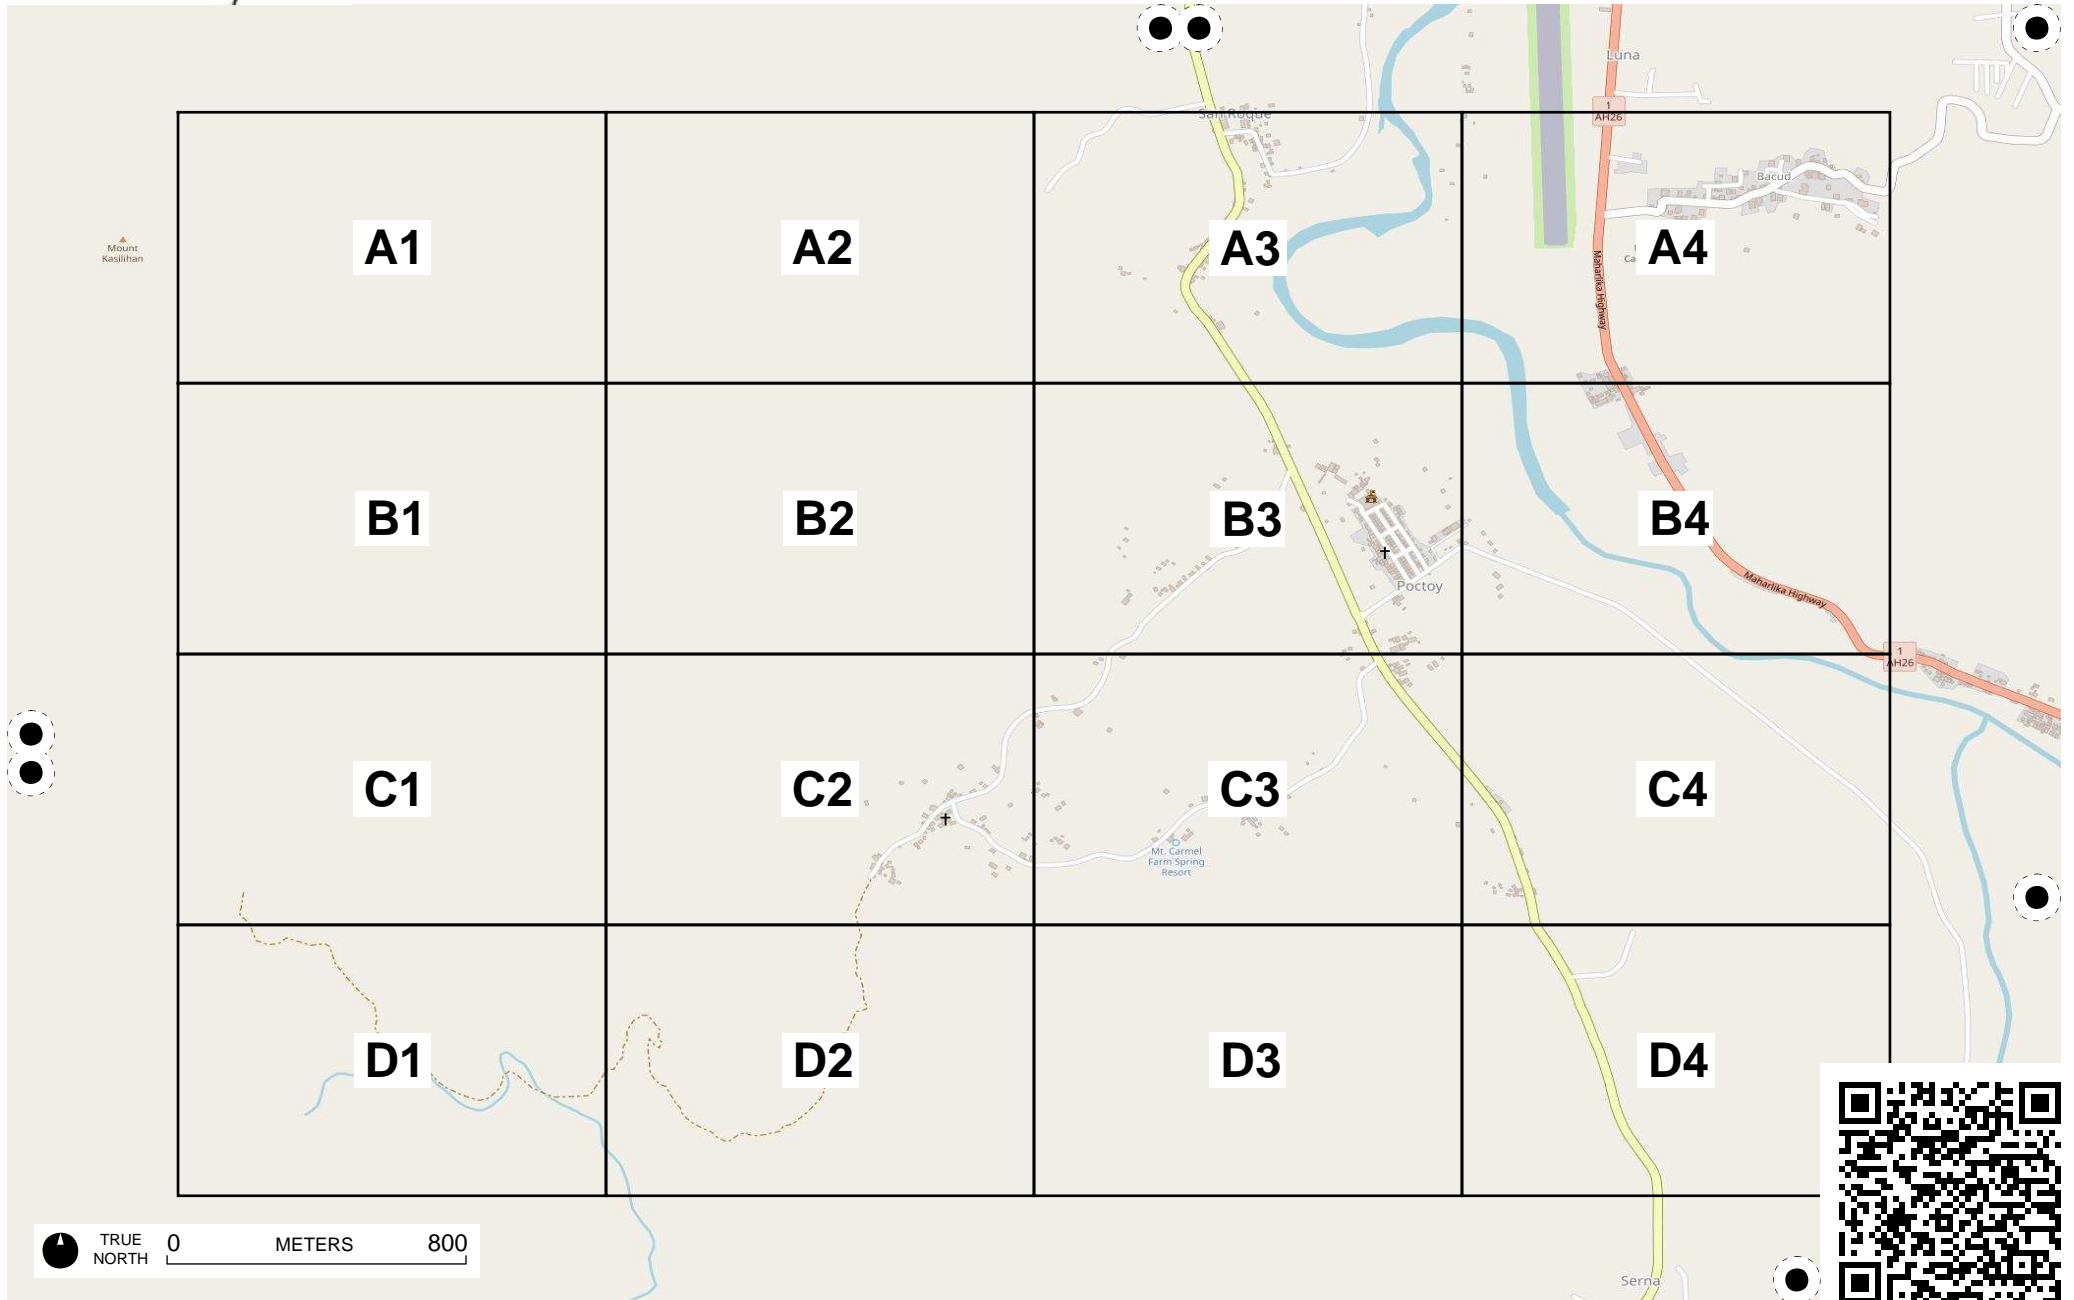 Luna
1
AH26
San Roque
Bacud
Mount
Kasilihan
A1
A2
A3
A4
Ca
Maharlika Highway
B1
B2
B3
B4
Poctoy
Maharlika Highway
1
AH26
C1
C2
C3
C4
Mt. Carmel
Farm Spring
Resort
D1
D2
D3
D4
TRUE
NORTH
0 METERS 800
Serna